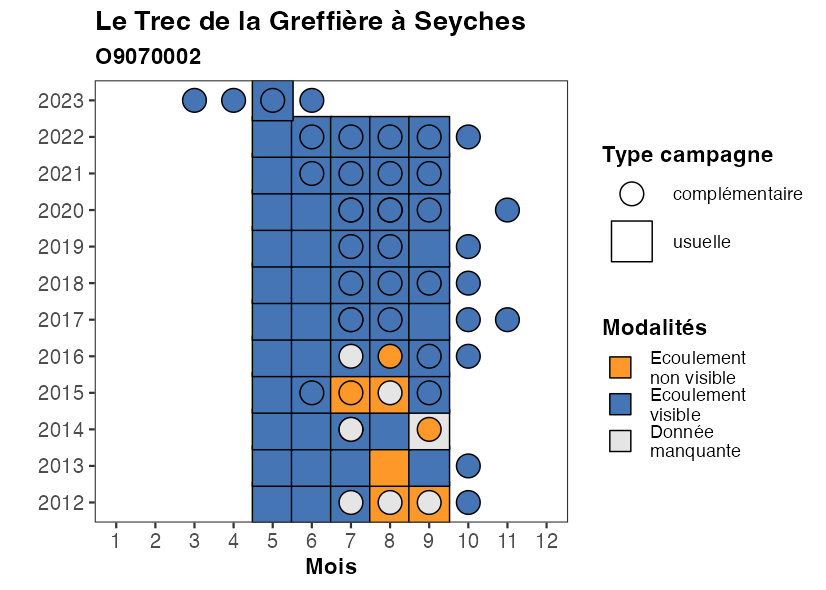 Le Trec de la Greffière à Seyches
O9070002
2023
2022
2021
2020
2019
2018
2017
2016
2015
2014
2013
2012
1 2 3 4 5 6 7 8 9 10 11 12
Mois
Type campagne
complémentaire
usuelle
Modalités
Ecoulement
non visible
Ecoulement
visible
Donnée
manquante